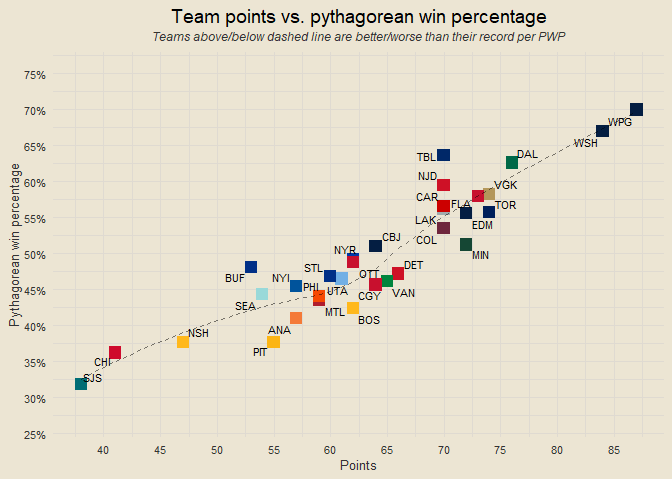 Team points vs. pythagorean win percentage
Teams above/below dashed line are better/worse than their record per PWP
75%
70%
65%
60%
55%
50%
45%
40%
35%
30%
25%
Pythagorean win percentage
WPG
WSH
TBL
DAL
NJD
VGK
CAR
FLA
TOR
LAK
EDM
COL
CBJ
MIN
NYR
STL
OTT
DET
BUF
NYI
PHI
UTA
CGY
VAN
SEA
MTL
BOS
ANA
NSH
PIT
CHI
SJS
40
45
50
55
60
65
70
75
80
85
Points